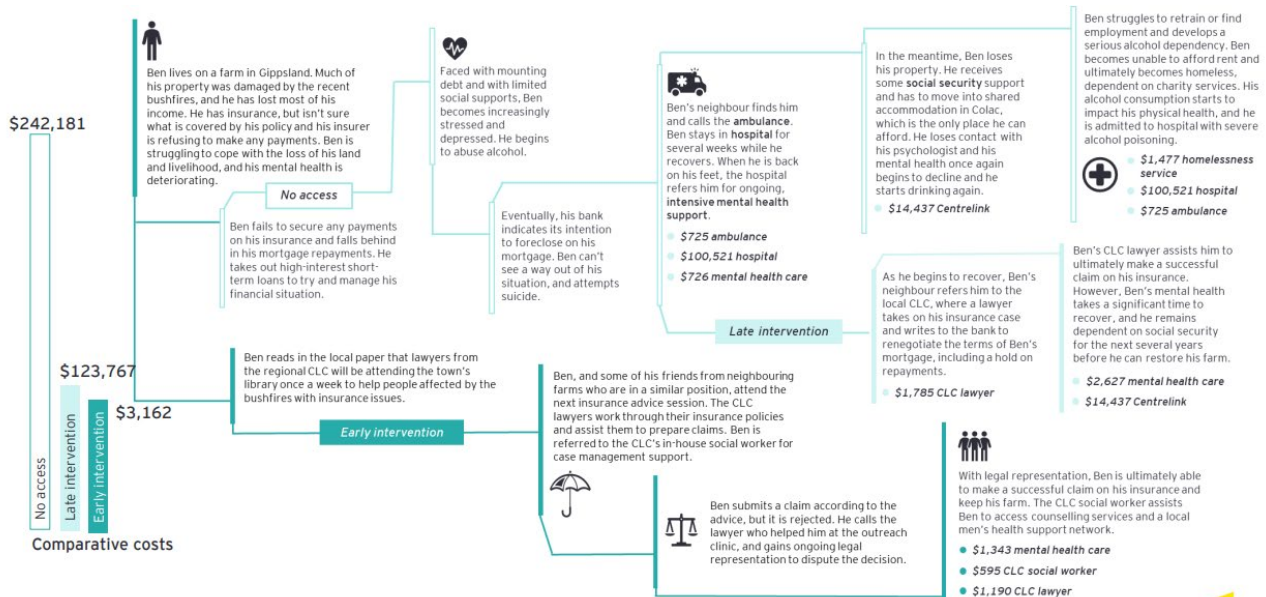 $242,181
$123,767
$3,162
No access
Late intervention
Early intervention
Comparative costs
Ben lives on a farm in Gippsland. Much of
his property was damaged by the recent
bushfires, and he has lost most of his
income. He has insurance, but isn't sure
what is covered by his policy and his insurer
is refusing to make any payments. Ben is
struggling to cope with the loss of his land
and livelihood, and his mental health is
deteriorating.
No access
Ben fails to secure any payments
on his insurance and falls behind
in his mortgage repayments. He
takes out high-interest short-
term loans to try and manage his
financial situation.
Faced with mounting
debt and with limited
social supports, Ben
becomes increasingly
stressed and
depressed. He begins
to abuse alcohol.
Eventually, his bank
indicates its intention
to foreclose on his
mortgage. Ben can't
see a way out of his
situation, and attempts
suicide.
Ben's neighbour finds him
and calls the ambulance.
Ben stays in hospital for
several weeks while he
recovers. When he is back
on his feet, the hospital
refers him for ongoing,
intensive mental health
support.
$725 ambulance
$100,521 hospital
$726 mental health care
In the meantime, Ben loses
his property. He receives
some social security support
and has to move into shared
accommodation in Colac,
which is the only place he can
afford. He loses contact with
his psychologist and his
mental health once again
begins to decline and he
starts drinking again.
$14,437 Centrelink
Ben struggles to retrain or find
employment and develops a
serious alcohol dependency. Ben
becomes unable to afford rent and
ultimately becomes homeless,
dependent on charity services. His
alcohol consumption starts to
impact his physical health, and he
is admitted to hospital with severe
alcohol poisoning.
$1,477 homelessness
service
$100,521 hospital
$725 ambulance
Late intervention
As he begins to recover, Ben's
neighbour refers him to the
local CLC, where a lawyer
takes on his insurance case
and writes to the bank to
renegotiate the terms of Ben's
mortgage, including a hold on
repayments.
$1,785 CLC lawyer
Ben's CLC lawyer assists him to
ultimately make a successful
claim on his insurance.
However, Ben's mental health
takes a significant time to
recover, and he remains
dependent on social security
for the next several years
before he can restore his farm.
$2,627 mental health care
$14,437 Centrelink
Ben reads in the local paper that lawyers from
the regional CLC will be attending the town's
library once a week to help people affected by the
bushfires with insurance issues.
Early intervention
Ben, and some of his friends from neighbouring
farms who are in a similar position, attend the
next insurance advice session. The CLC
lawyers work through their insurance policies
and assist them to prepare claims. Ben is
referred to the CLC's in-house social worker for
case management support.
Ben submits a claim according to the
advice, but it is rejected. He calls the
lawyer who helped him at the outreach
clinic, and gains ongoing legal
representation to dispute the decision.
With legal representation, Ben is ultimately able
to make a successful claim on his insurance and
keep his farm. The CLC social worker assists
Ben to access counselling services and a local
men's health support network.
$1,343 mental health care
$595 CLC social worker
$1,190 CLC lawyer